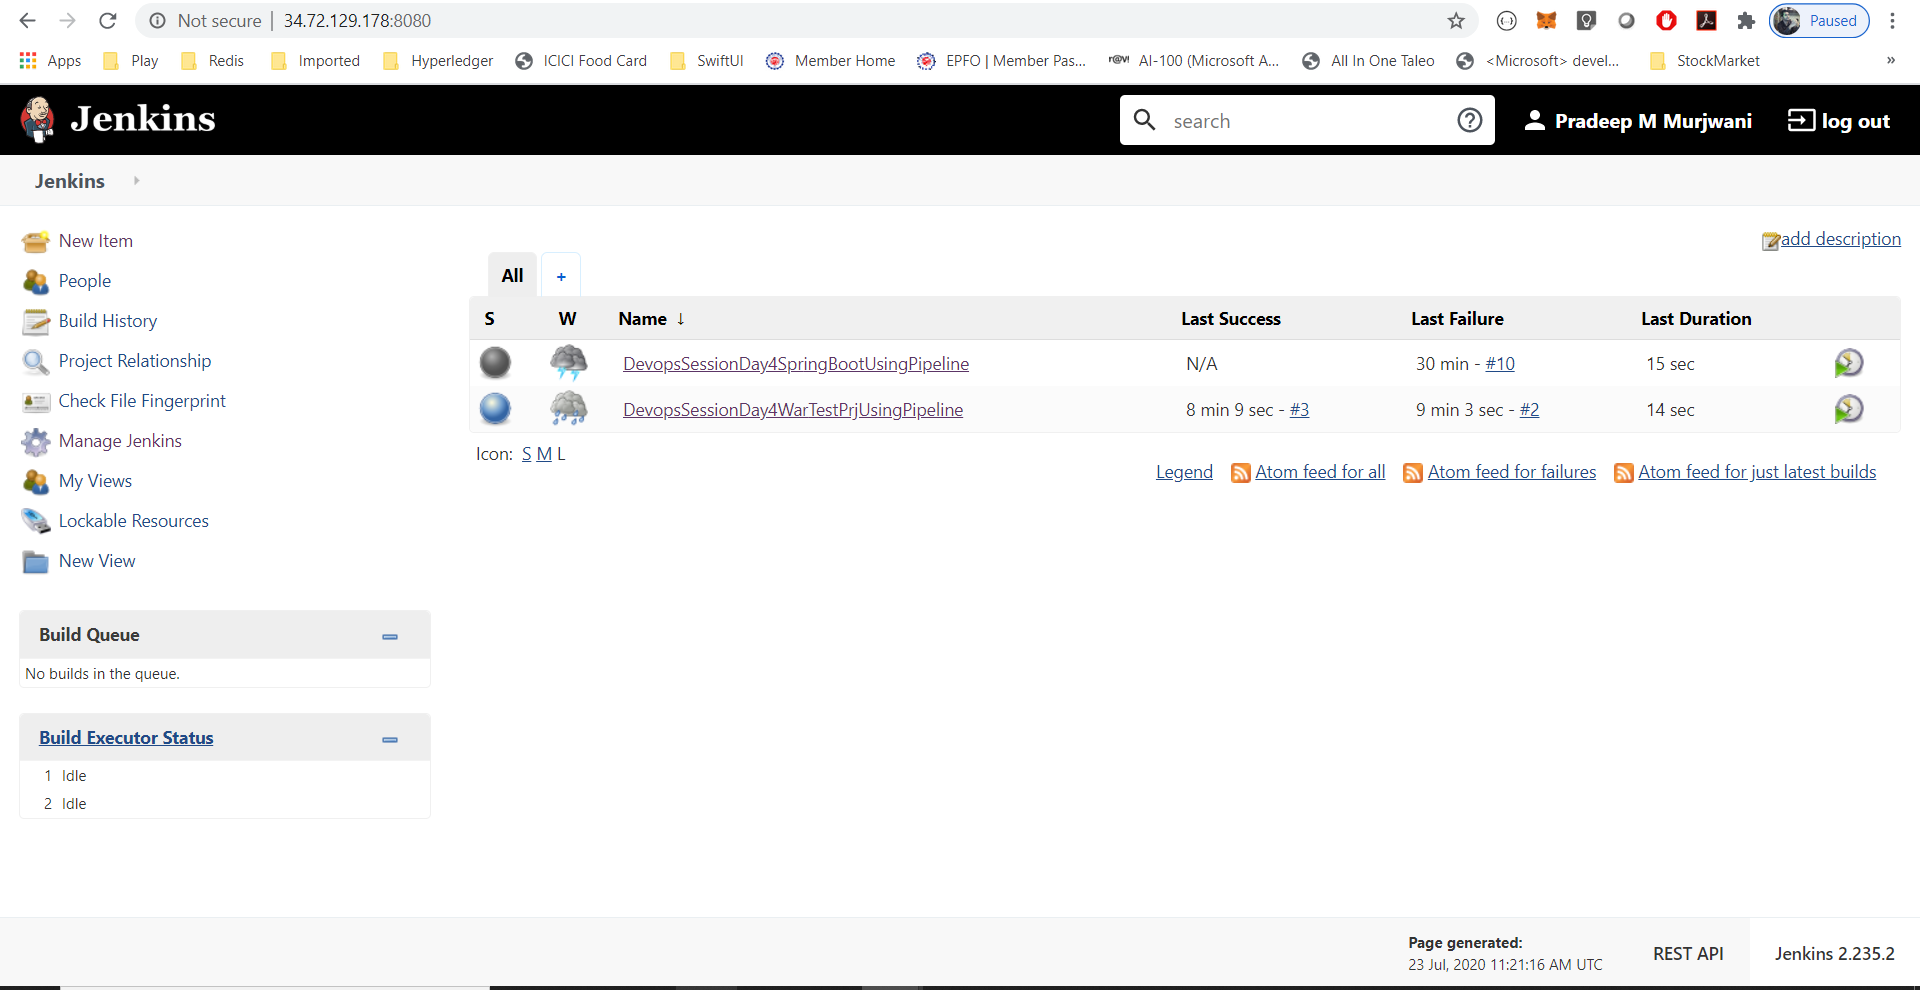 Not secure | 34.72.129.178:8080 Paused
Apps Play Redis Imported Hyperledger ICICI Food Card SwiftUI Member Home EPFO | Member Pas... r@v! AI-100 (Microsoft A... All In One Taleo <Microsoft> devel... StockMarket »
Jenkins search Pradeep M Murjwani log out
Jenkins
New Item
People
Build History
Project Relationship
Check File Fingerprint
Manage Jenkins
My Views
Lockable Resources
New View
Build Queue
No builds in the queue.
Build Executor Status
1 Idle
2 Idle
add description
All +
S W Name ↓ Last Success Last Failure Last Duration
DevopsSessionDay4SpringBootUsingPipeline N/A 30 min - #10 15 sec
DevopsSessionDay4WarTestPrjUsingPipeline 8 min 9 sec - #3 9 min 3 sec - #2 14 sec
Icon: S M L
Legend Atom feed for all Atom feed for failures Atom feed for just latest builds
Page generated:
23 Jul, 2020 11:21:16 AM UTC
REST API Jenkins 2.235.2